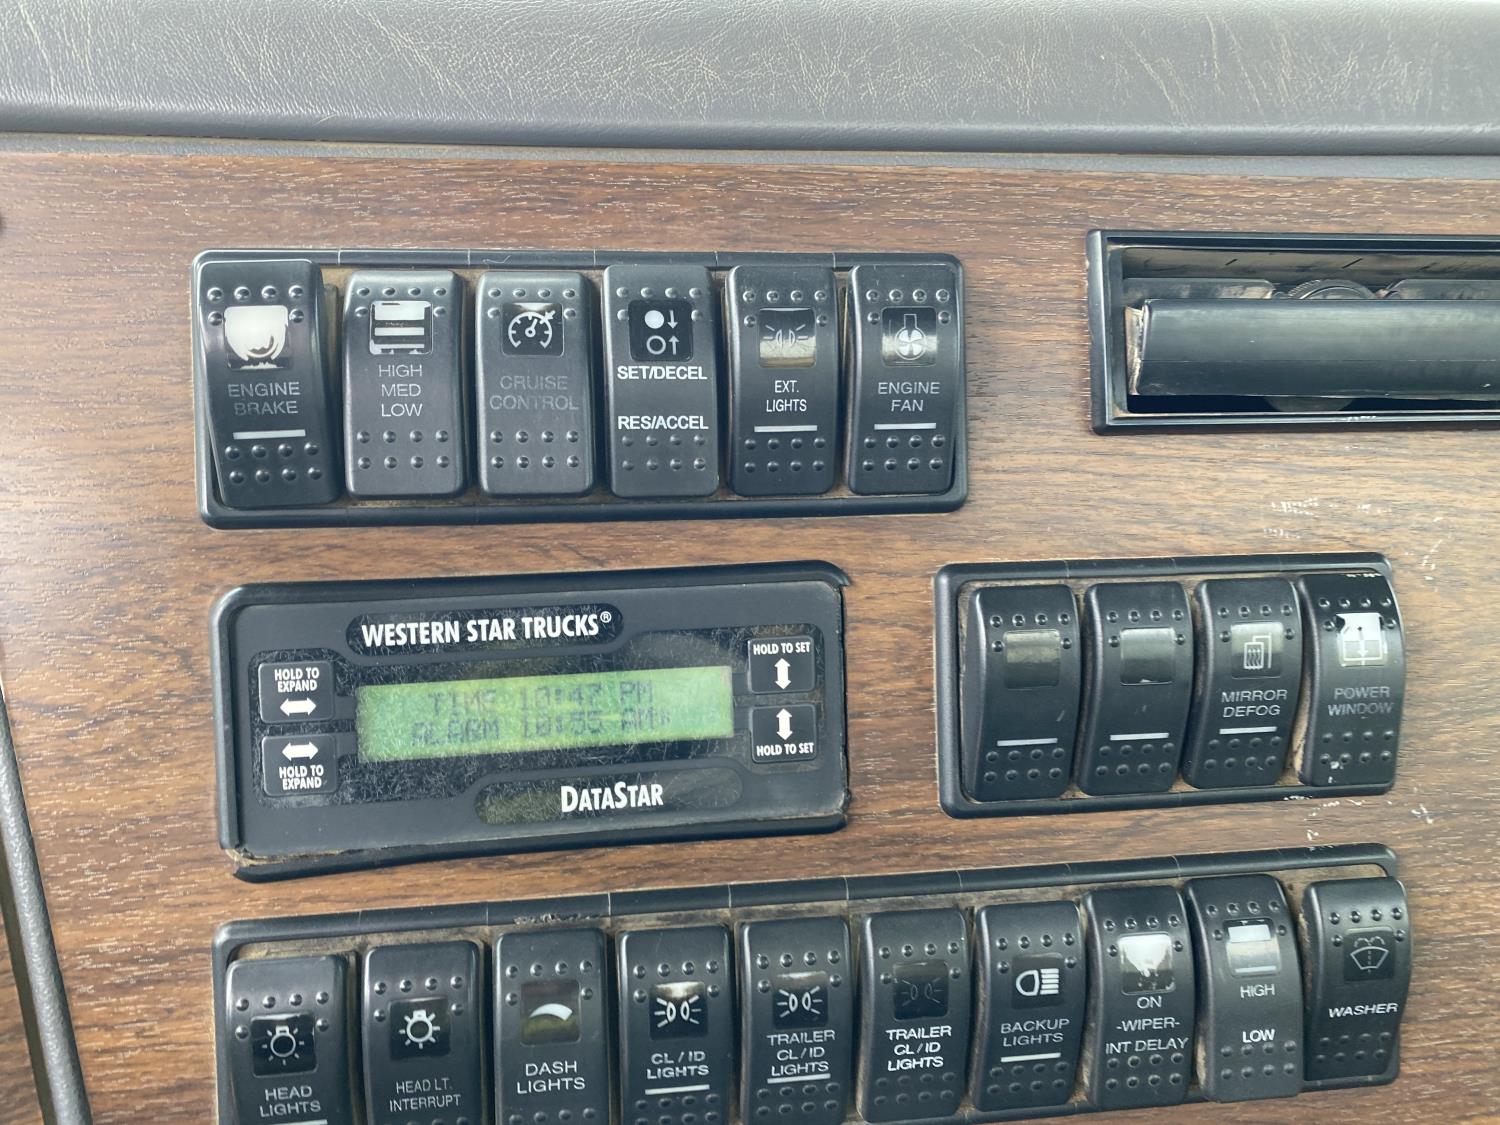 ENGINE
BRAKE
HIGH
MED
LOW
CRUISE
CONTROL
SET/DECEL
RES/ACCEL
EXT.
LIGHTS
ENGINE
FAN
WESTERN STAR TRUCKS®
HOLD TO
EXPAND
HOLD TO
EXPAND
TIME 10:47 PM
ALARM 10:55 AM*
HOLD TO SET
HOLD TO SET
DATASTAR
MIRROR
DEFOG
POWER
WINDOW
HEAD
LIGHTS
HEAD LT.
INTERRUPT
DASH
LIGHTS
CL / ID
LIGHTS
TRAILER
CL / ID
LIGHTS
TRAILER
CL / ID
LIGHTS
BACKUP
LIGHTS
ON
-WIPER-
INT DELAY
HIGH
LOW
WASHER